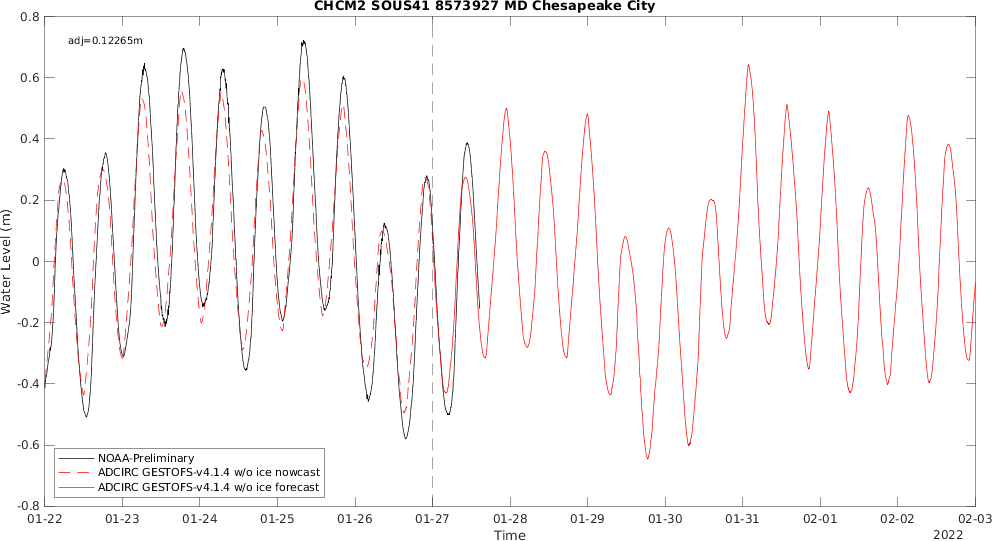 CHCM2 SOUS41 8573927 MD Chesapeake City
adj=0.12265m
0.8
0.6
0.4
0.2
0
-0.2
-0.4
-0.6
-0.8
Water Level (m)
NOAA-Preliminary
ADCIRC GESTOFS-v4.1.4 w/o ice nowcast
ADCIRC GESTOFS-v4.1.4 w/o ice forecast
01-22 01-23 01-24 01-25 01-26 01-27 01-28 01-29 01-30 01-31 02-01 02-02 02-03
Time
2022